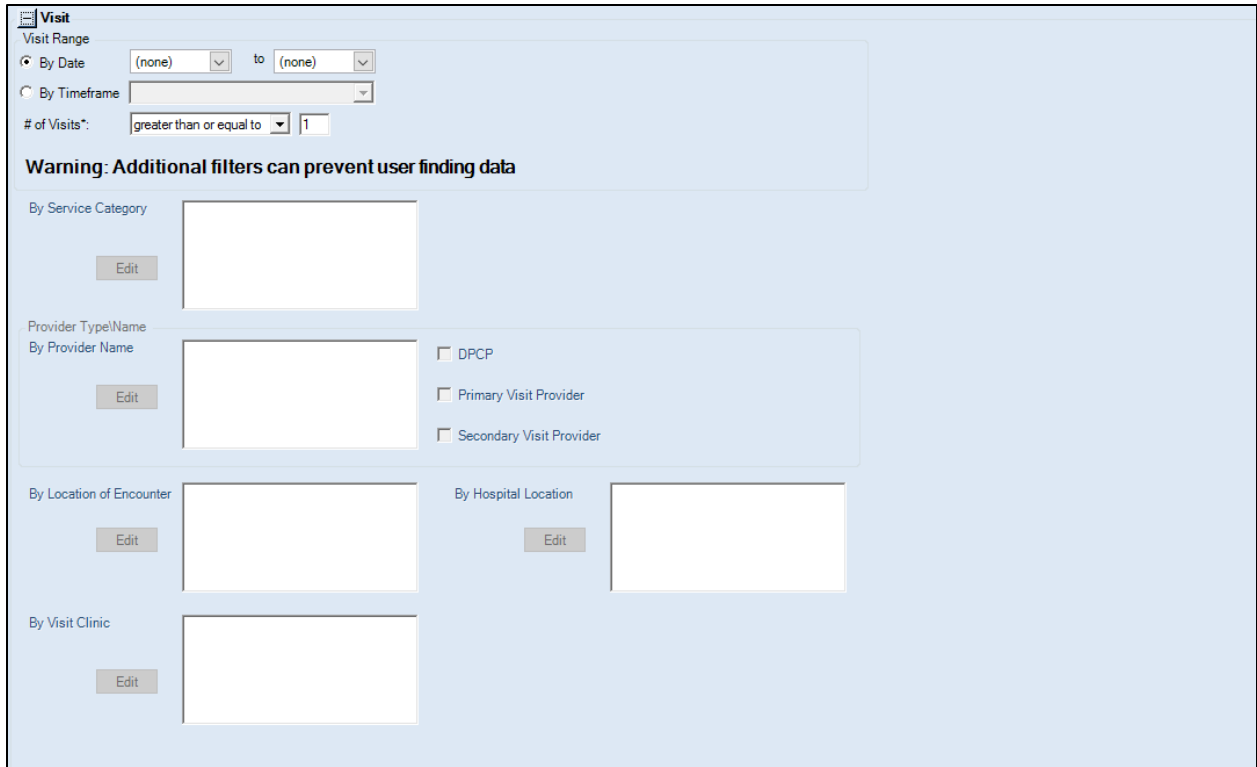 Visit
Visit Range
By Date (none) to (none)
By Timeframe
# of Visits*: greater than or equal to 1
Warning: Additional filters can prevent user finding data
By Service Category
Edit
Provider Type\Name
By Provider Name
DPCP
Edit
Primary Visit Provider
Secondary Visit Provider
By Location of Encounter By Hospital Location
Edit Edit
By Visit Clinic
Edit